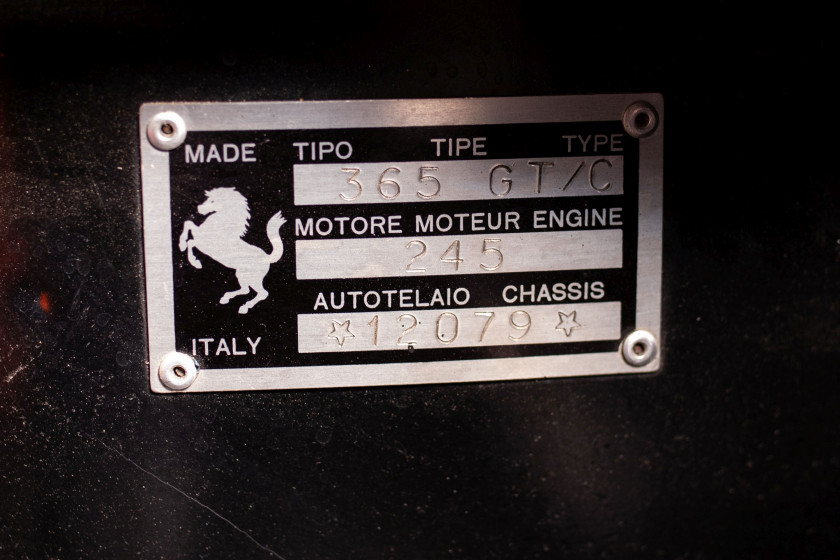 MADE TIPO TIPE TYPE
365 GT/C
MOTORE MOTEUR ENGINE
245
AUTOTELAIO CHASSIS
☆12079☆
ITALY